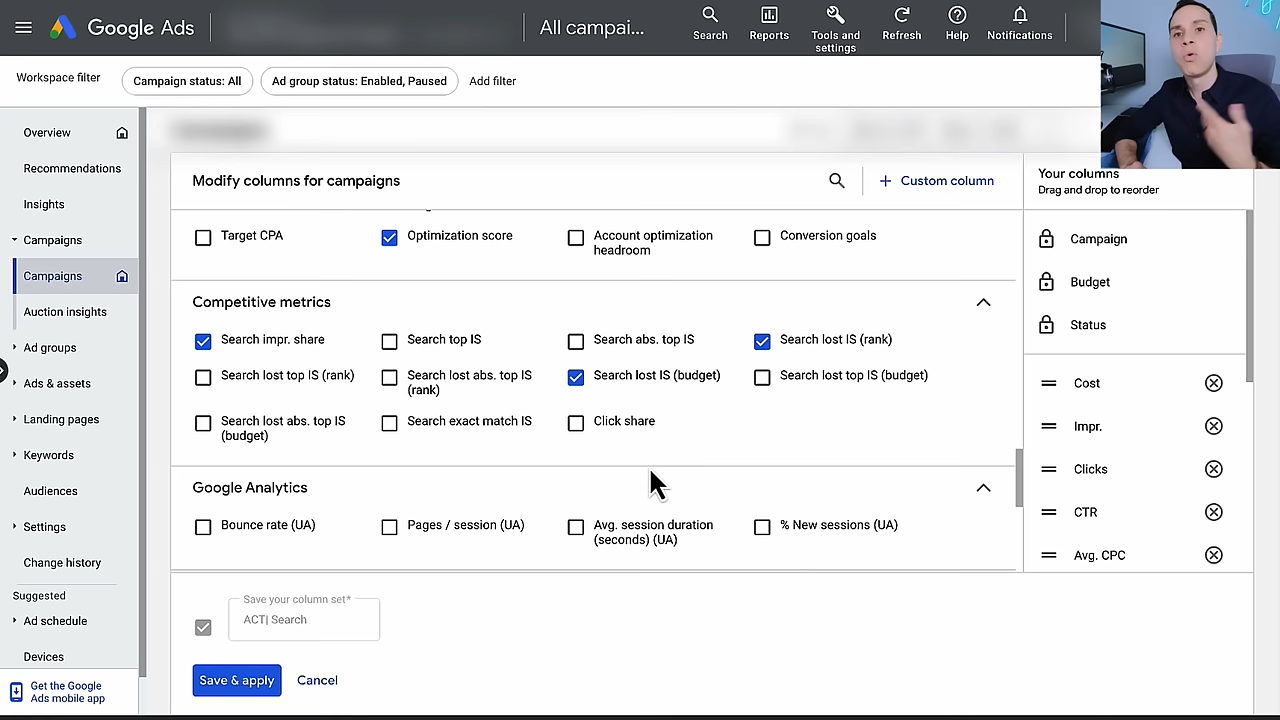 Google Ads
All campai...
Search
Reports
Tools and
settings
Refresh
Help
Notifications
Workspace filter
Campaign status: All
Ad group status: Enabled, Paused
Add filter
Overview
Recommendations
Insights
Campaigns
Campaigns
Auction insights
Ad groups
Ads & assets
Landing pages
Keywords
Audiences
Settings
Change history
Suggested
Ad schedule
Devices
Get the Google
Ads mobile app
Modify columns for campaigns
+ Custom column
Target CPA
Optimization score
Account optimization
headroom
Conversion goals
Competitive metrics
Search impr. share
Search top IS
Search abs. top IS
Search lost IS (rank)
Search lost top IS (rank)
Search lost abs. top IS
(rank)
Search lost IS (budget)
Search lost top IS (budget)
Search lost abs. top IS
(budget)
Search exact match IS
Click share
Google Analytics
Bounce rate (UA)
Pages / session (UA)
Avg. session duration
(seconds) (UA)
% New sessions (UA)
Save your column set*
ACT| Search
Save & apply
Cancel
Your columns
Drag and drop to reorder
Campaign
Budget
Status
Cost
Impr.
Clicks
CTR
Avg. CPC